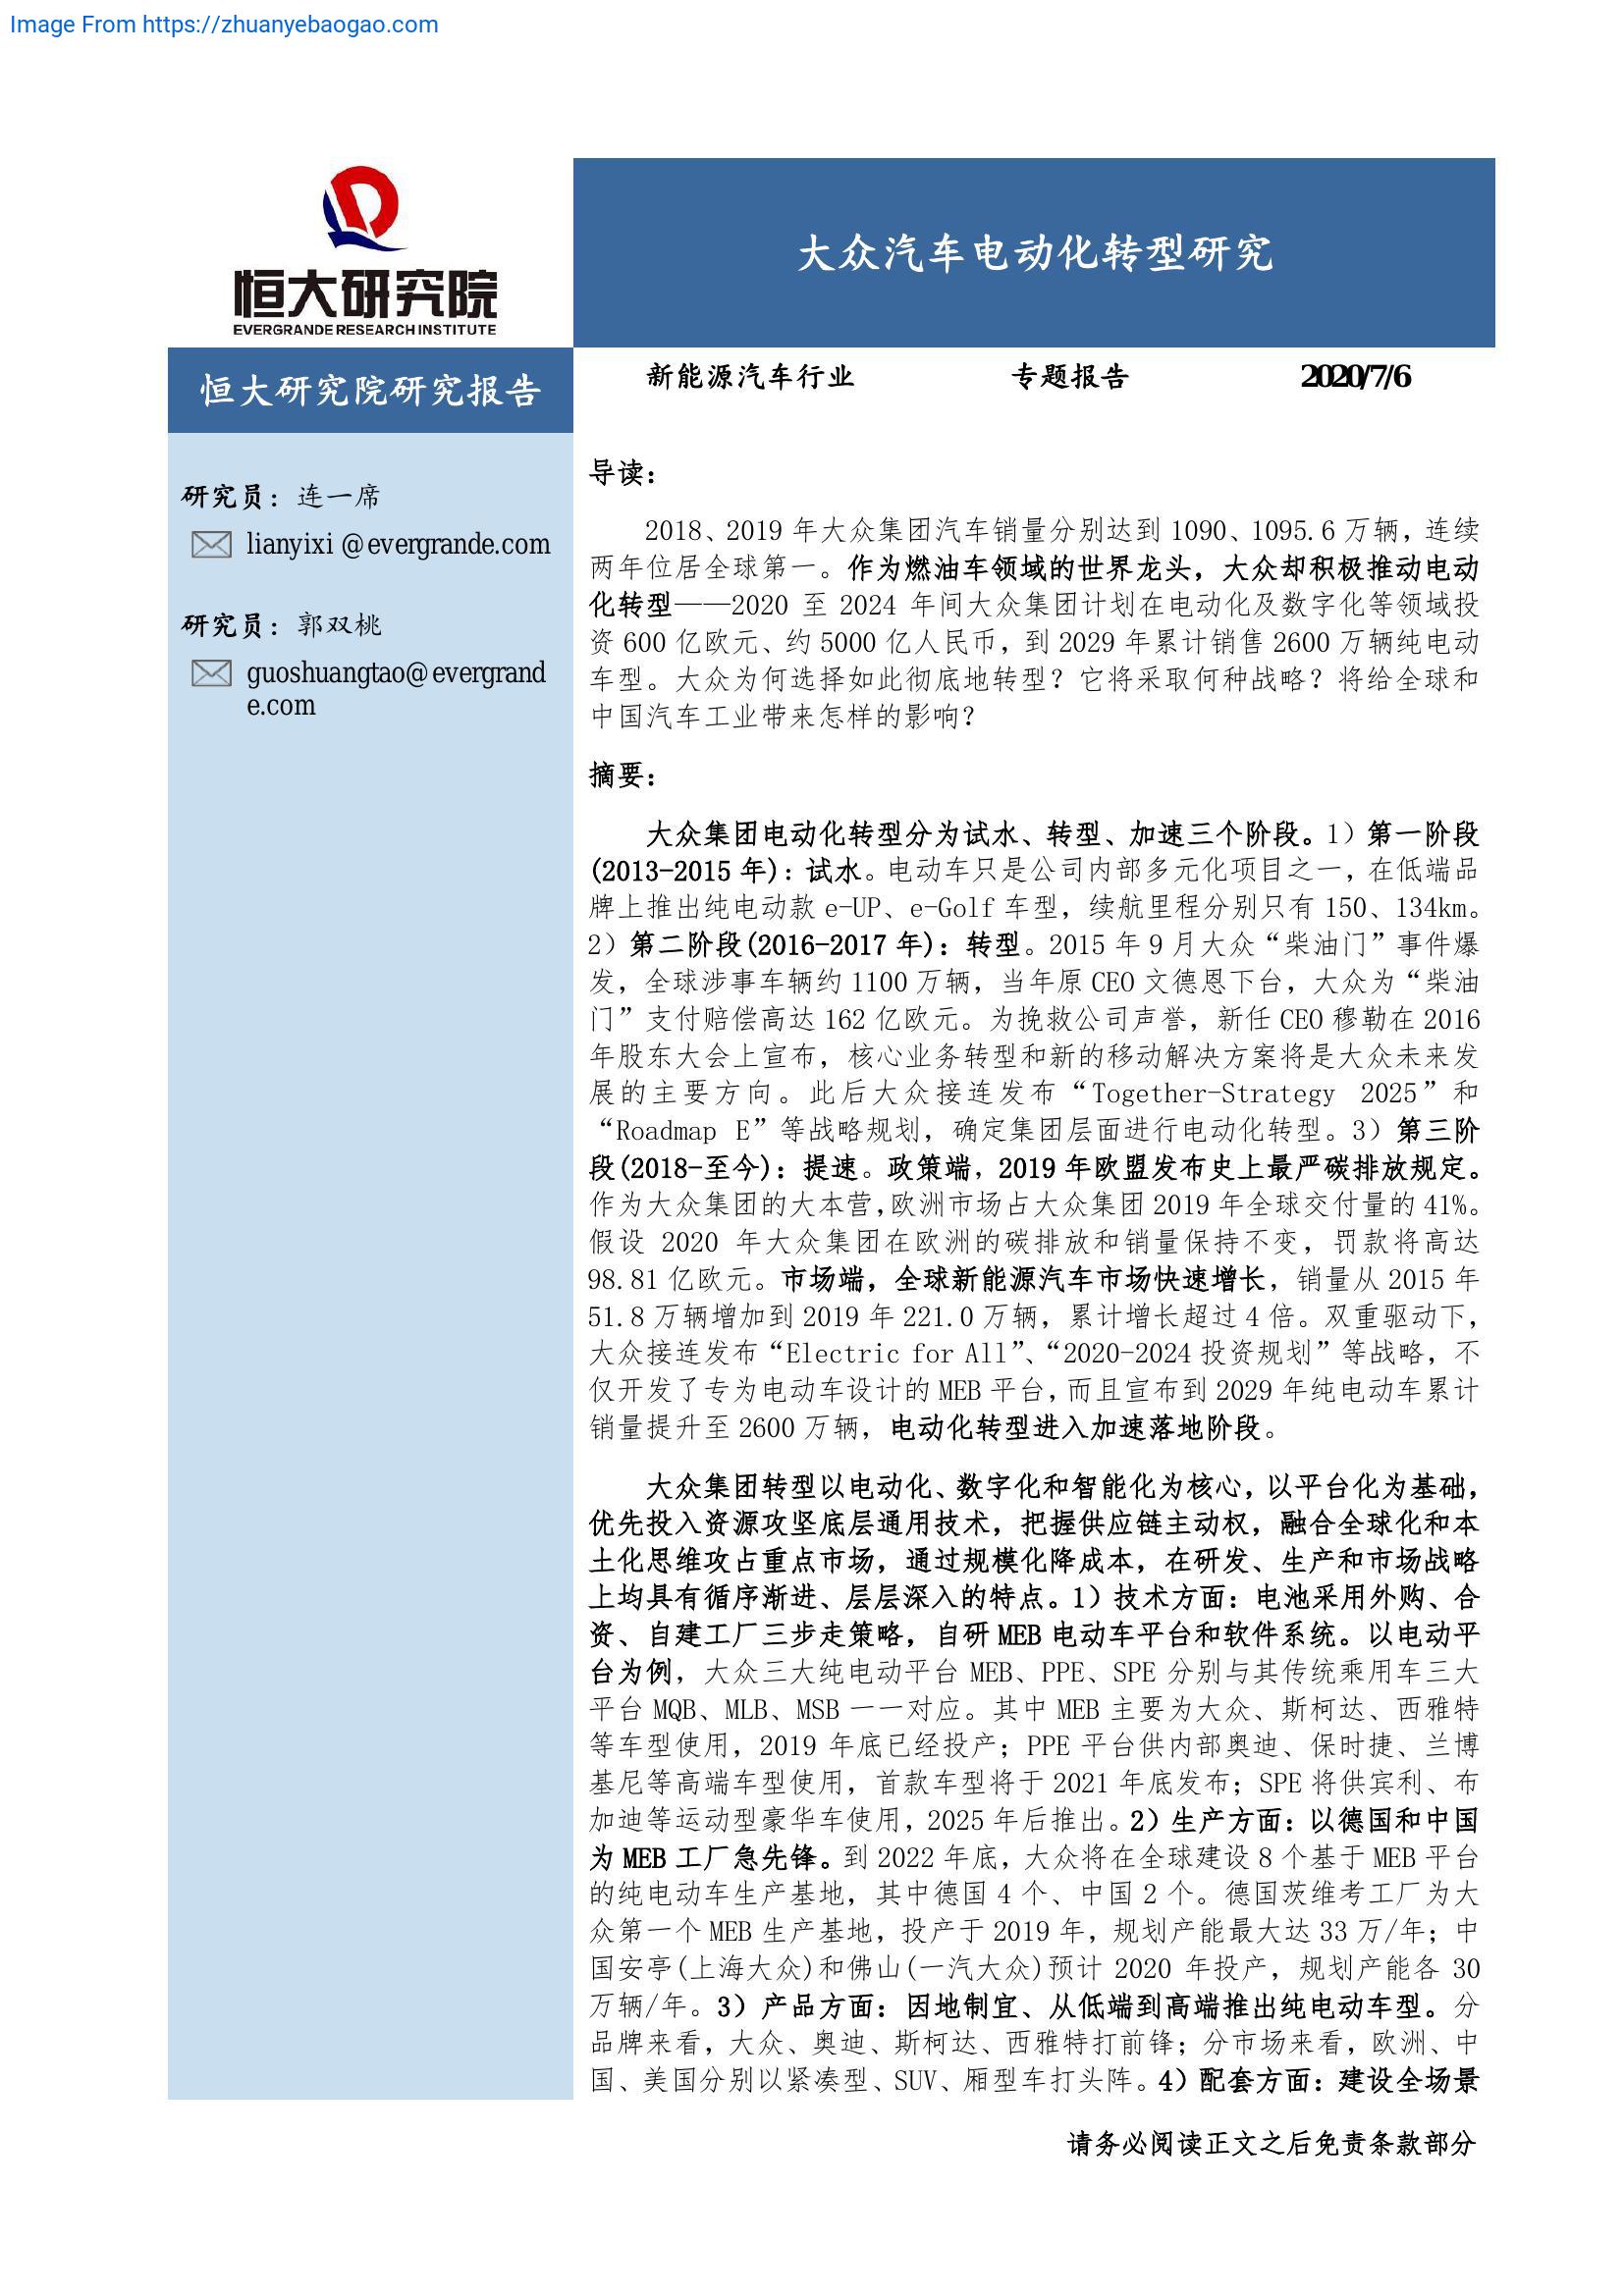 Image From https://zhuanyebaogao.com
恒大研究院
EVERGRANDE RESEARCH INSTITUTE
大众汽车电动化转型研究
恒大研究院研究报告
新能源汽车行业 专题报告 2020/7/6
研究员：连一席
lianyixi @evergrande.com
研究员：郭双桃
guoshuangtao@evergrand
e.com
导读：
2018、2019 年大众集团汽车销量分别达到 1090、1095.6 万辆，连续
两年位居全球第一。作为燃油车领域的世界龙头，大众却积极推动电动
化转型——2020 至 2024 年间大众集团计划在电动化及数字化等领域投
资 600 亿欧元、约 5000 亿人民币，到 2029 年累计销售 2600 万辆纯电动
车型。大众为何选择如此彻底地转型？它将采取何种战略？将给全球和
中国汽车工业带来怎样的影响？
摘要：
大众集团电动化转型分为试水、转型、加速三个阶段。1）第一阶段
(2013-2015 年)：试水。电动车只是公司内部多元化项目之一，在低端品
牌上推出纯电动款 e-UP、e-Golf 车型，续航里程分别只有 150、134km。
2）第二阶段(2016-2017 年)：转型。2015 年 9 月大众“柴油门”事件爆
发，全球涉事车辆约 1100 万辆，当年原 CEO 文德恩下台，大众为“柴油
门”支付赔偿高达 162 亿欧元。为挽救公司声誉，新任 CEO 穆勒在 2016
年股东大会上宣布，核心业务转型和新的移动解决方案将是大众未来发
展的主要方向。此后大众接连发布“Together-Strategy 2025”和
“Roadmap E”等战略规划，确定集团层面进行电动化转型。3）第三阶
段(2018-至今)：提速。政策端，2019 年欧盟发布史上最严碳排放规定。
作为大众集团的大本营，欧洲市场占大众集团 2019 年全球交付量的 41%。
假设 2020 年大众集团在欧洲的碳排放和销量保持不变，罚款将高达
98.81 亿欧元。市场端，全球新能源汽车市场快速增长，销量从 2015 年
51.8 万辆增加到 2019 年 221.0 万辆，累计增长超过 4 倍。双重驱动下，
大众接连发布“Electric for All”、“2020-2024 投资规划”等战略，不
仅开发了专为电动车设计的 MEB 平台，而且宣布到 2029 年纯电动车累计
销量提升至 2600 万辆，电动化转型进入加速落地阶段。
大众集团转型以电动化、数字化和智能化为核心，以平台化为基础，
优先投入资源攻坚底层通用技术，把握供应链主动权，融合全球化和本
土化思维攻占重点市场，通过规模化降成本，在研发、生产和市场战略
上均具有循序渐进、层层深入的特点。1）技术方面：电池采用外购、合
资、自建工厂三步走策略，自研 MEB 电动车平台和软件系统。以电动平
台为例，大众三大纯电动平台 MEB、PPE、SPE 分别与其传统乘用车三大
平台 MQB、MLB、MSB 一一对应。其中 MEB 主要为大众、斯柯达、西雅特
等车型使用，2019 年底已经投产；PPE 平台供内部奥迪、保时捷、兰博
基尼等高端车型使用，首款车型将于 2021 年底发布；SPE 将供宾利、布
加迪等运动型豪华车使用，2025 年后推出。2）生产方面：以德国和中国
为 MEB 工厂急先锋。到 2022 年底，大众将在全球建设 8 个基于 MEB 平台
的纯电动车生产基地，其中德国 4 个、中国 2 个。德国茨维考工厂为大
众第一个 MEB 生产基地，投产于 2019 年，规划产能最大达 33 万/年；中
国安亭(上海大众)和佛山(一汽大众)预计 2020 年投产，规划产能各 30
万辆/年。3）产品方面：因地制宜、从低端到高端推出纯电动车型。分
品牌来看，大众、奥迪、斯柯达、西雅特打前锋；分市场来看，欧洲、中
国、美国分别以紧凑型、SUV、厢型车打头阵。4）配套方面：建设全场景
请务必阅读正文之后免责条款部分